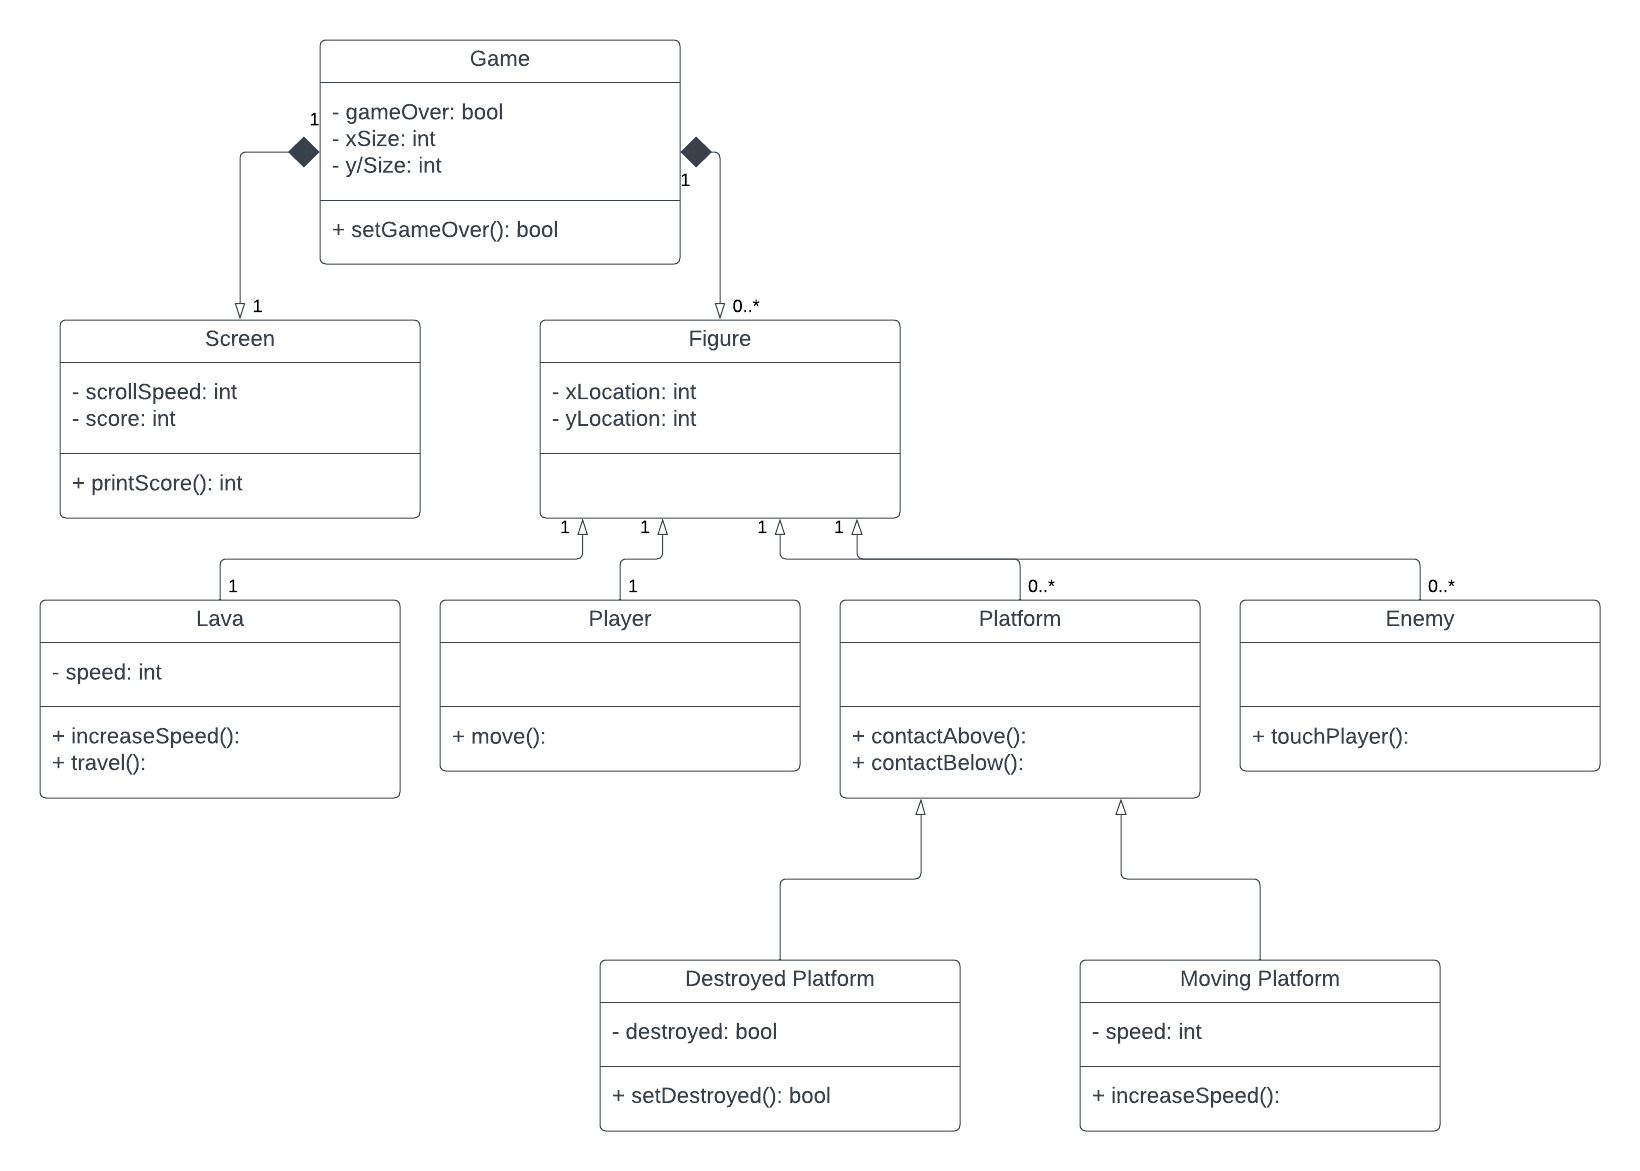 Game
- gameOver: bool
1
- xSize: int
- y/Size: int
1
+ setGameOver(): bool
1
0..*
Screen
- scrollSpeed: int
- score: int
+ printScore(): int
Figure
- xLocation: int
- yLocation: int
1
1
1
1
1
1
0..*
0..*
Lava
- speed: int
+ increaseSpeed():
+ travel():
Player
+ move():
Platform
+ contactAbove():
+ contactBelow():
Enemy
+ touchPlayer():
Destroyed Platform
- destroyed: bool
+ setDestroyed(): bool
Moving Platform
- speed: int
+ increaseSpeed():